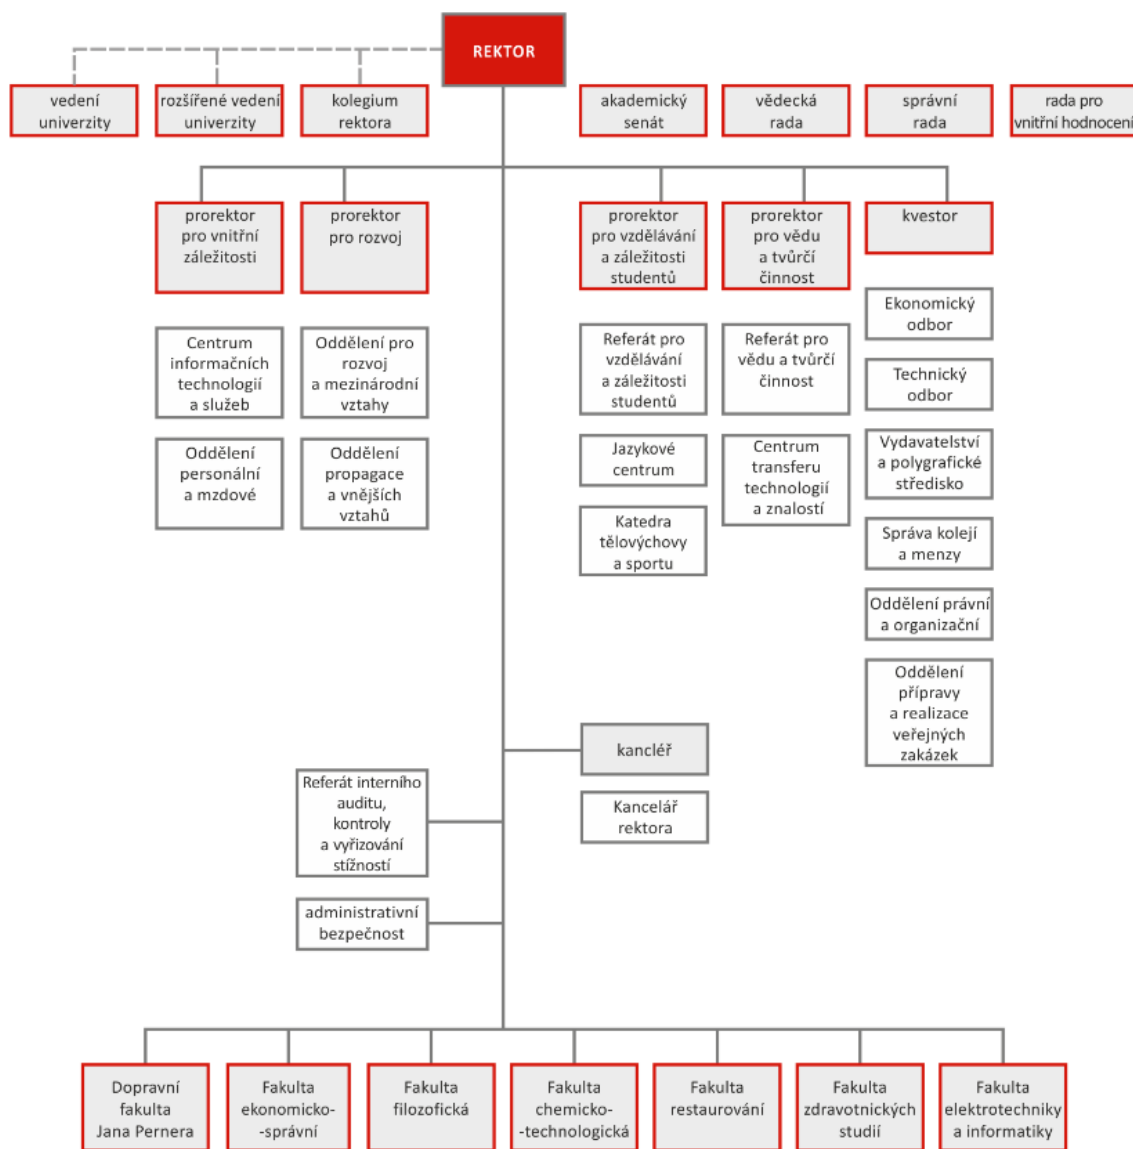 REKTOR
vedení
univerzity
rozšířené vedení
univerzity
kolegium
rektora
akademický
senát
vědecká
rada
správní
rada
rada pro
vnitřní hodnocení
prorektor
pro vnitřní
záležitosti
prorektor
pro rozvoj
prorektor
pro vzdělávání
a záležitosti
studentů
prorektor
pro vědu
a tvůrčí
činnost
kvestor
Centrum
informačních
technologií
a služeb
Oddělení
personální
a mzdové
Oddělení pro
rozvoj
a mezinárodní
vztahy
Oddělení
propagace
a vnějších
vztahů
Referát pro
vzdělávání
a záležitosti
studentů
Jazykové
centrum
Katedra
tělovýchovy
a sportu
Referát pro
vědu a tvůrčí
činnost
Centrum
transferu
technologií
a znalostí
Ekonomický
odbor
Technický
odbor
Vydavatelství
a polygrafické
středisko
Správa kolejí
a menzy
Oddělení právní
a organizační
Oddělení
přípravy
a realizace
veřejných
zakázek
kancléř
Kancelář
rektora
Referát interního
auditu,
kontroly
a vyřizování
stížností
administrativní
bezpečnost
Dopravní
fakulta
Jana Pernera
Fakulta
ekonomicko-
-správní
Fakulta
filozofická
Fakulta
chemicko-
-technologická
Fakulta
restaurování
Fakulta
zdravotnických
studií
Fakulta
elektrotechniky
a informatiky